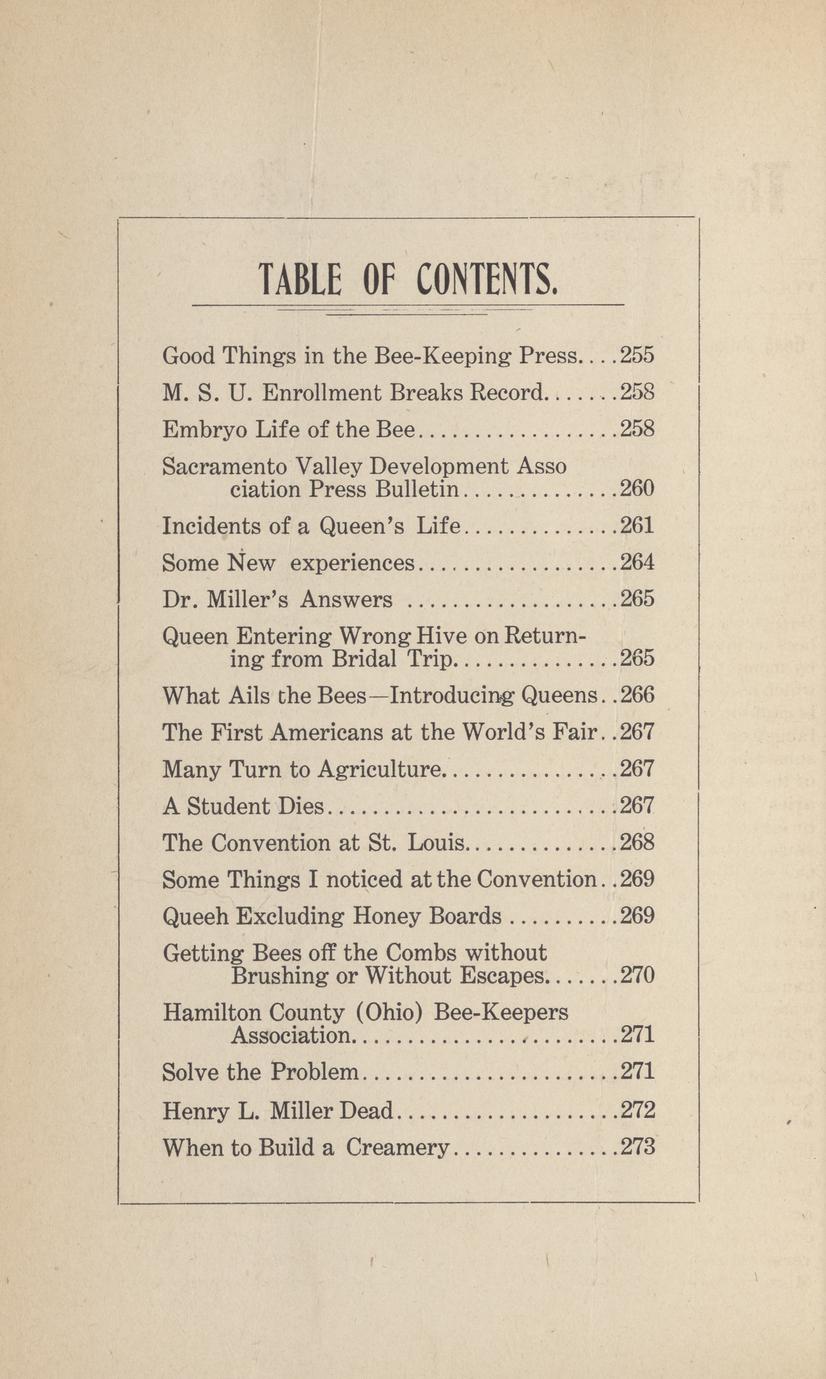 TABLE OF CONTENTS.
Good Things in the Bee-Keeping Press....255
M. S. U. Enrollment Breaks Record.......258
Embryo Life of the Bee..................258
Sacramento Valley Development Asso
ciation Press Bulletin..............260
Incidents of a Queen's Life..............261
Some New experiences..................264
Dr. Miller's Answers ...................265
Queen Entering Wrong Hive on Return-
ing from Bridal Trip...............265
What Ails the Bees—Introducing Queens..266
The First Americans at the World's Fair..267
Many Turn to Agriculture................267
A Student Dies..........................267
The Convention at St. Louis..............268
Some Things I noticed at the Convention..269
Queeh Excluding Honey Boards ..........269
Getting Bees off the Combs without
Brushing or Without Escapes.......270
Hamilton County (Ohio) Bee-Keepers
Association........................271
Solve the Problem.......................271
Henry L. Miller Dead....................272
When to Build a Creamery...............273